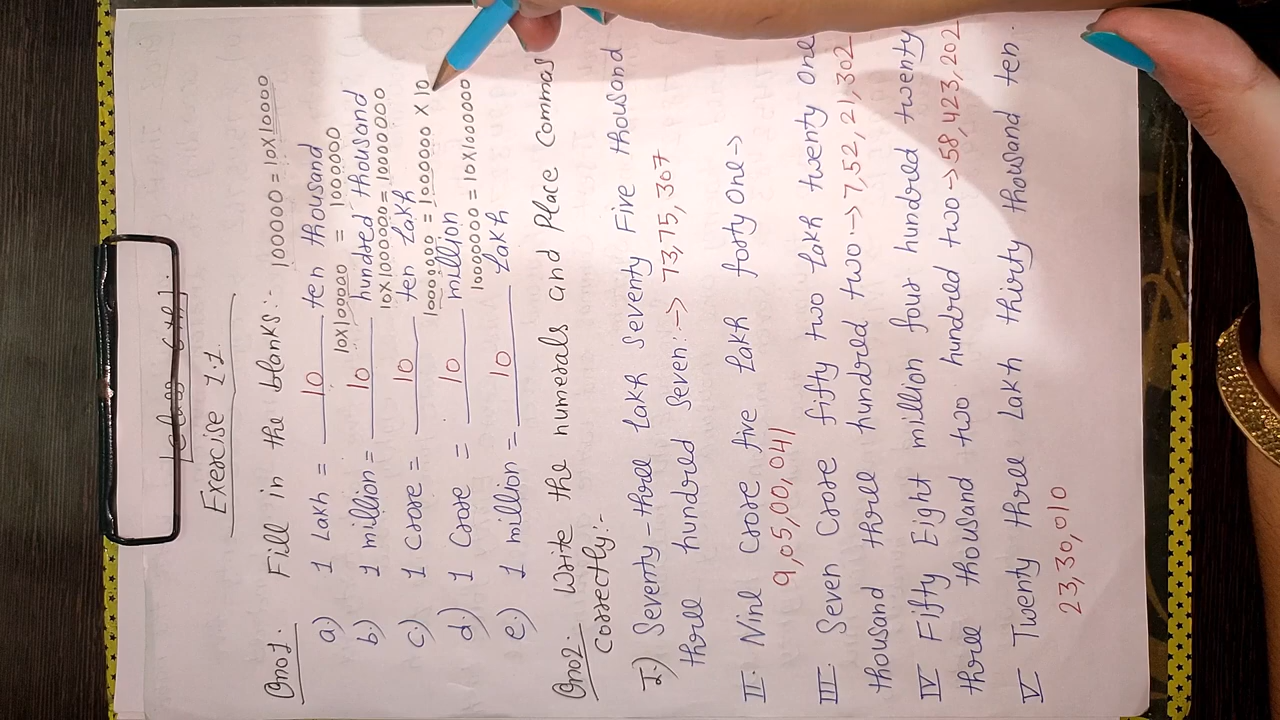 Class 6th.
Exercise 1.1
Qno1. Fill in the blanks:- 100000 = 10X10000
a.) 1 Lakh = 10 ten thousand
10X100000 = 1000000
b.) 1 million = 10 hundred thousand
10X1000000 = 10000000
c.) 1 Crore = 10 ten Lakh
1000000 = 100000 X 10
d.) 1 Crore = 10 million
10000000 = 10X1000000
e.) 1 million = 10 Lakh
Qno2. Write the numerals and Place Commas
Correctly:-
I.) Seventy-three Lakh Seventy Five thousand
three hundred Seven:-> 73,75,307
II. Nine Crore five Lakh forty One->
9,05,00,041
III. Seven Crore fifty two Lakh twenty One
thousand three hundred two -> 7,52,21,302
IV Fifty Eight million four hundred twenty
three thousand two hundred two -> 58,423,202
V Twenty three Lakh thirty thousand ten.
23,30,010